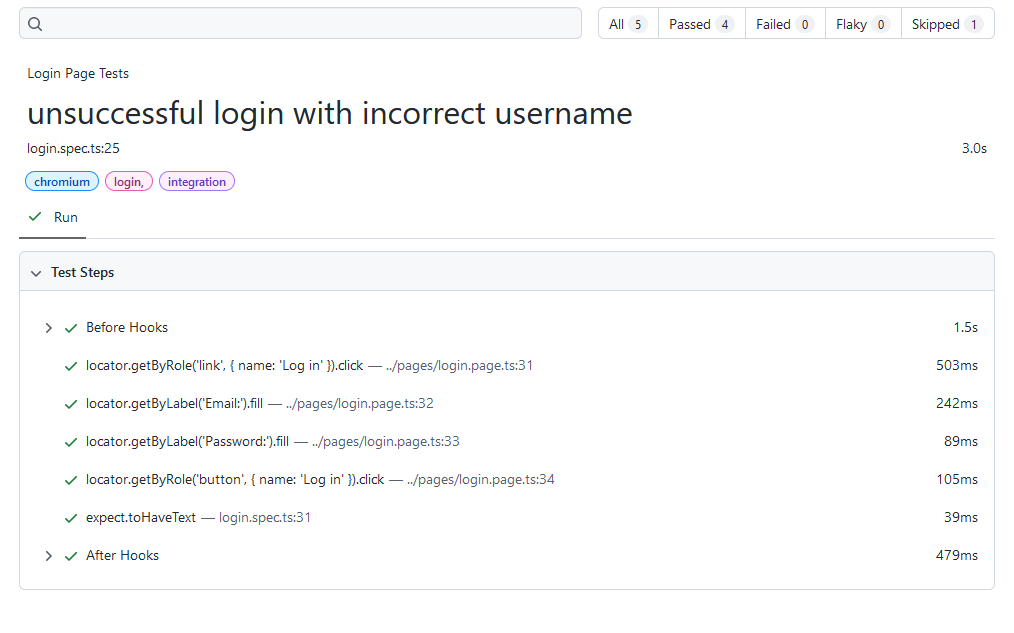 All 5 Passed 4 Failed 0 Flaky 0 Skipped 1
Login Page Tests
unsuccessful login with incorrect username
login.spec.ts:25 3.0s
chromium login, integration
Run
Test Steps
Before Hooks 1.5s
locator.getByRole('link', { name: 'Log in' }).click — ../pages/login.page.ts:31 503ms
locator.getByLabel('Email:').fill — ../pages/login.page.ts:32 242ms
locator.getByLabel('Password:').fill — ../pages/login.page.ts:33 89ms
locator.getByRole('button', { name: 'Log in' }).click — ../pages/login.page.ts:34 105ms
expect.toHaveText — login.spec.ts:31 39ms
After Hooks 479ms